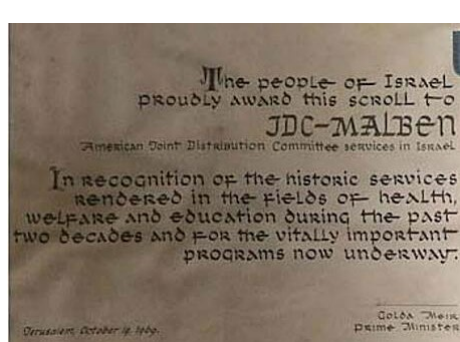 The people of Israel
proudly award this scroll to
JDC-MALBEN
American Joint Distribution Committee services in Israel
In recognition of the historic services
rendered in the fields of health,
welfare and education during the past
two decades and for the vitally important
programs now underway.
Golda Meir
Prime Minister
Jerusalem, October 19, 1969.